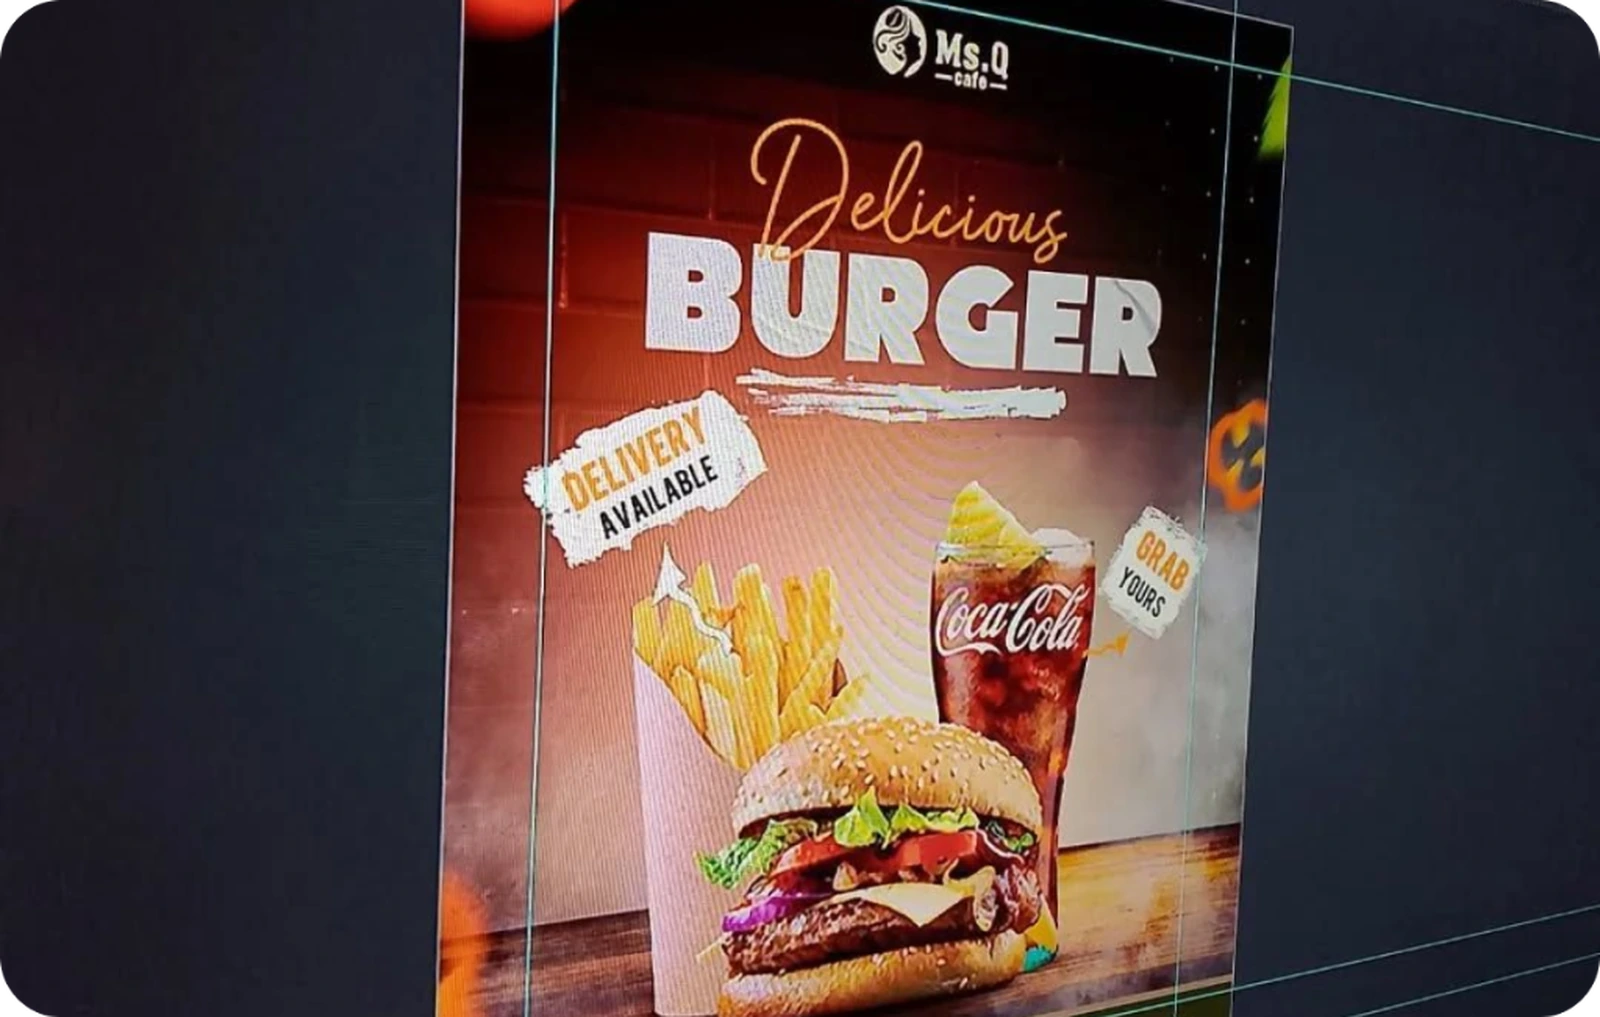 Ms.Q
cafe
Delicious
BURGER
DELIVERY
AVAILABLE
GRAB
YOURS
Coca-Cola